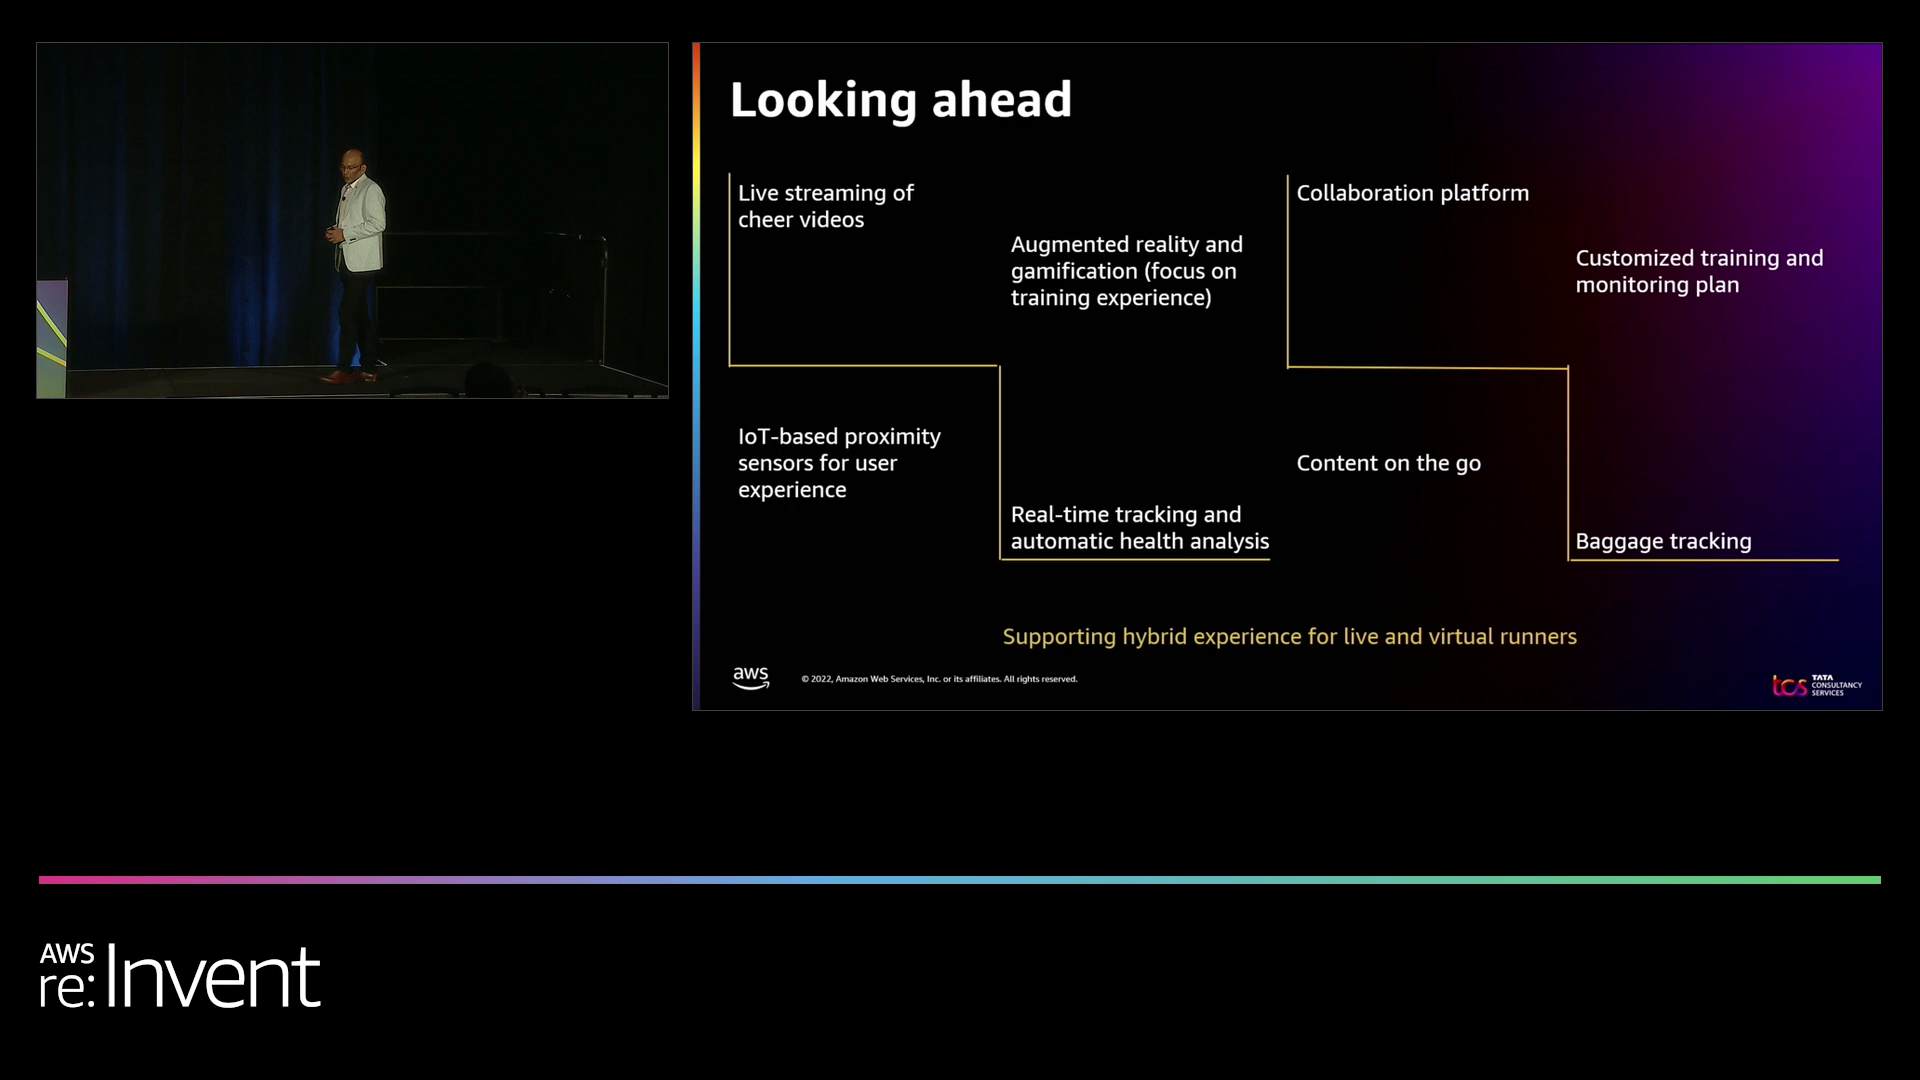 Looking ahead
Live streaming of
cheer videos
Augmented reality and
gamification (focus on
training experience)
Collaboration platform
Customized training and
monitoring plan
IoT-based proximity
sensors for user
experience
Real-time tracking and
automatic health analysis
Content on the go
Baggage tracking
Supporting hybrid experience for live and virtual runners
aws
© 2022, Amazon Web Services, Inc. or its affiliates. All rights reserved.
tcs
TATA
CONSULTANCY
SERVICES
AWS
re:Invent